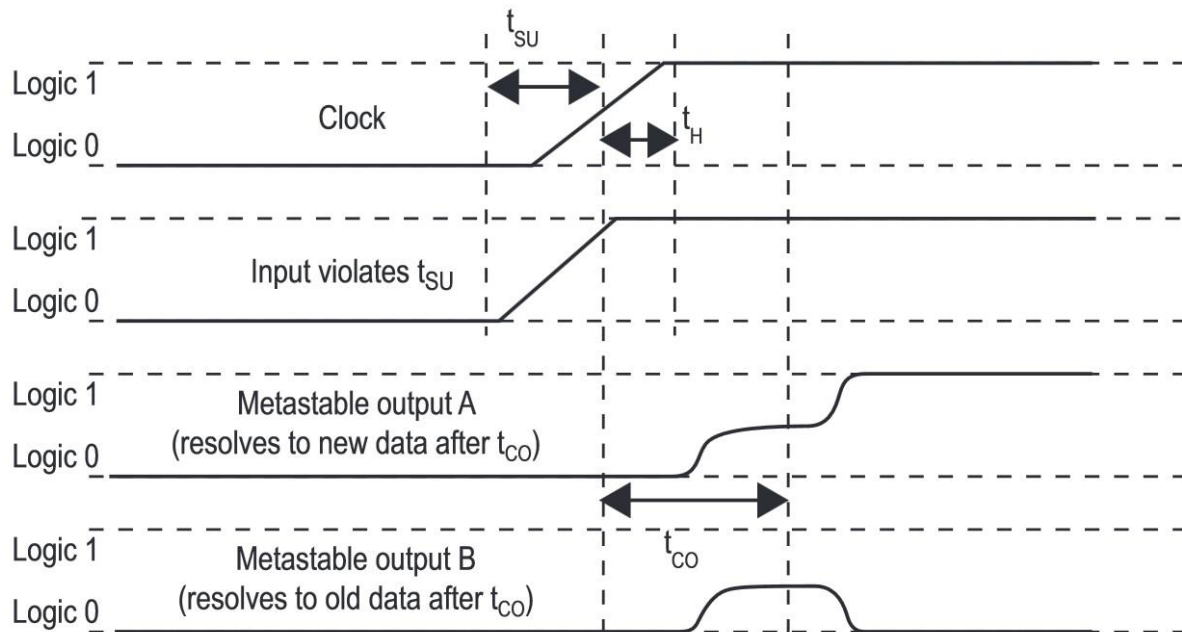 tSU
Logic 1
Clock
tH
Logic 0
Logic 1
Input violates tSU
Logic 0
Logic 1
Metastable output A
(resolves to new data after tCO)
Logic 0
tCO
Logic 1
Metastable output B
(resolves to old data after tCO)
Logic 0